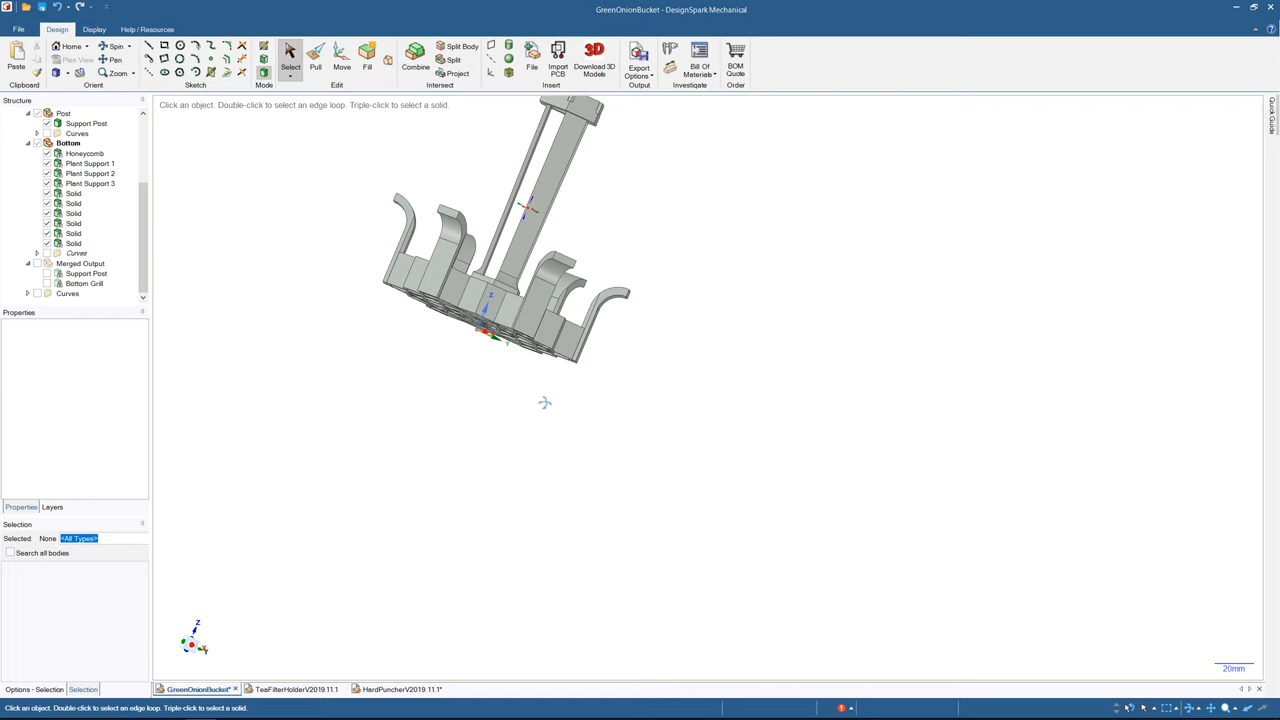 GreenOnionBucket - DesignSpark Mechanical
File
Design
Display
Help / Resources
Paste
Clipboard
Home
Plan View
Spin
Pan
Zoom
Orient
Sketch
Mode
Select
Pull
Move
Fill
Edit
Combine
Split Body
Split
Project
Intersect
File
Import PCB
3D
Download 3D Models
Insert
Export Options
Output
Bill Of Materials
Investigate
BOM Quote
Order
Structure
Click an object. Double-click to select an edge loop. Triple-click to select a solid.
Quick Guide
Post
Support Post
Curves
Bottom
Honeycomb
Plant Support 1
Plant Support 2
Plant Support 3
Solid
Solid
Solid
Solid
Solid
Solid
Curves
Merged Output
Support Post
Bottom Grill
Curves
Properties
Z
Y
Properties
Layers
Selection
Selected: None <All Types>
Search all bodies
Z
X
Y
20mm
Options - Selection
Selection
GreenOnionBucket*
TeaFilterHolderV2019.11.1
HardPuncherV2019.11.1*
Click an object. Double-click to select an edge loop. Triple-click to select a solid.